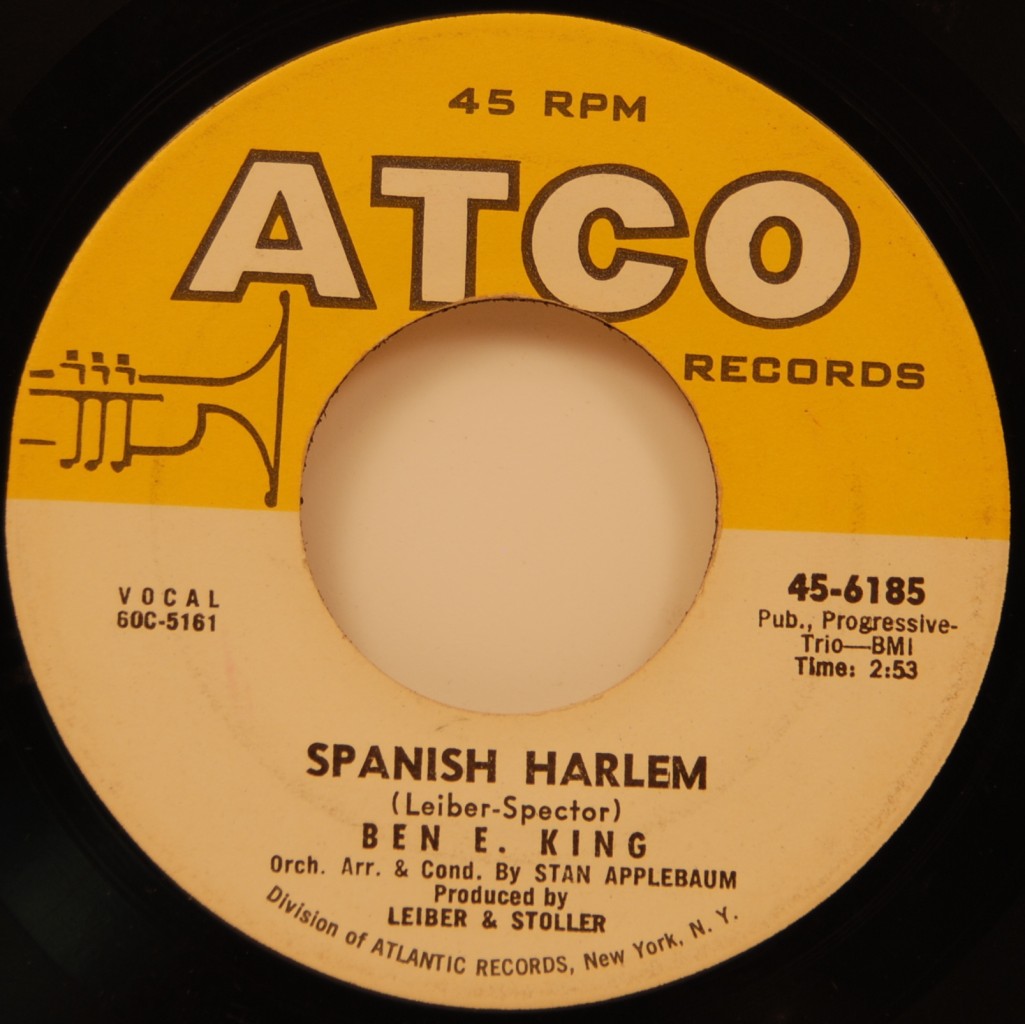 45 RPM
ATCO
RECORDS
VOCAL
60C-5161
45-6185
Pub., Progressive-
Trio—BMI
Time: 2:53
SPANISH HARLEM
(Leiber-Spector)
BEN E. KING
Orch. Arr. & Cond. By STAN APPLEBAUM
Produced by
LEIBER & STOLLER
Division of ATLANTIC RECORDS, New York, N. Y.